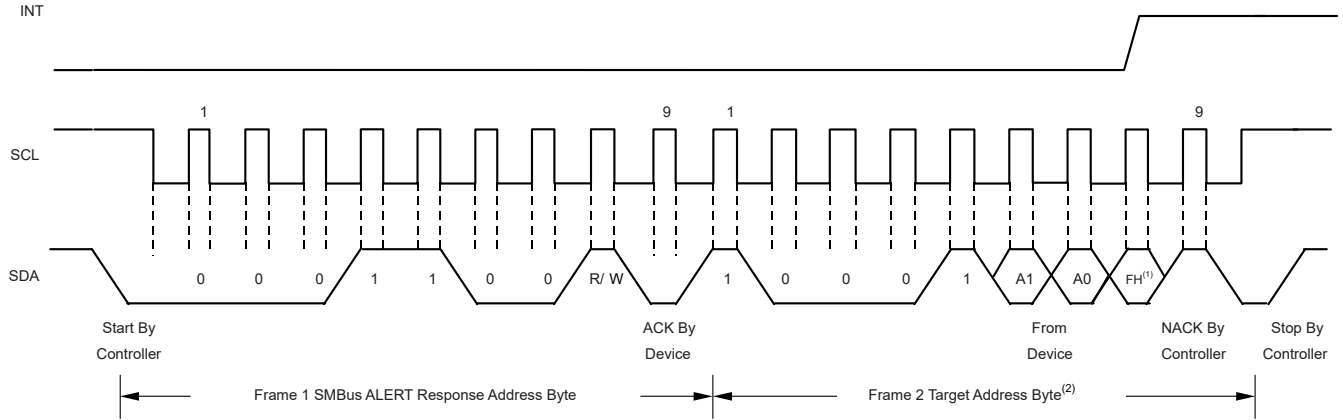 INT
1 9 1 9
SCL
SDA
0 0 0 1 1 0 0 R/ W 1 0 0 0 1 A1 A0 FH(1)
Start By
Controller
ACK By
Device
From
Device
NACK By
Controller
Stop By
Controller
Frame 1 SMBus ALERT Response Address Byte
Frame 2 Target Address Byte(2)